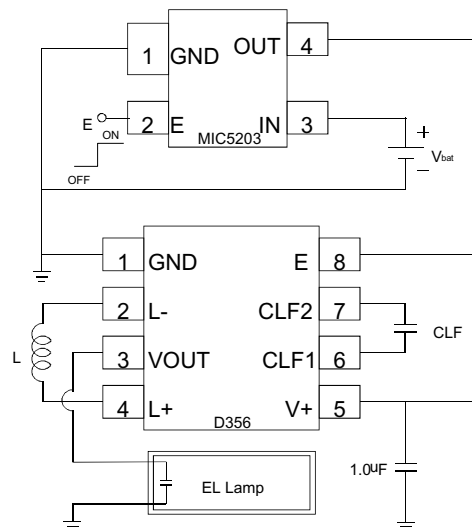 1 GND OUT 4
E 2 E IN 3
ON
OFF
MIC5203
+
Vbat
−
1 GND E 8
2 L- CLF2 7
L
CLF
3 VOUT CLF1 6
4 L+ V+ 5
D356
EL Lamp
1.0uF